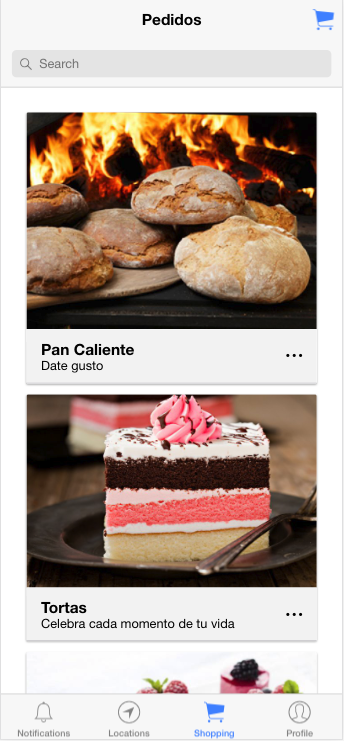 Pedidos
Search
Pan Caliente
Date gusto
Tortas
Celebra cada momento de tu vida
Notifications Locations Shopping Profile